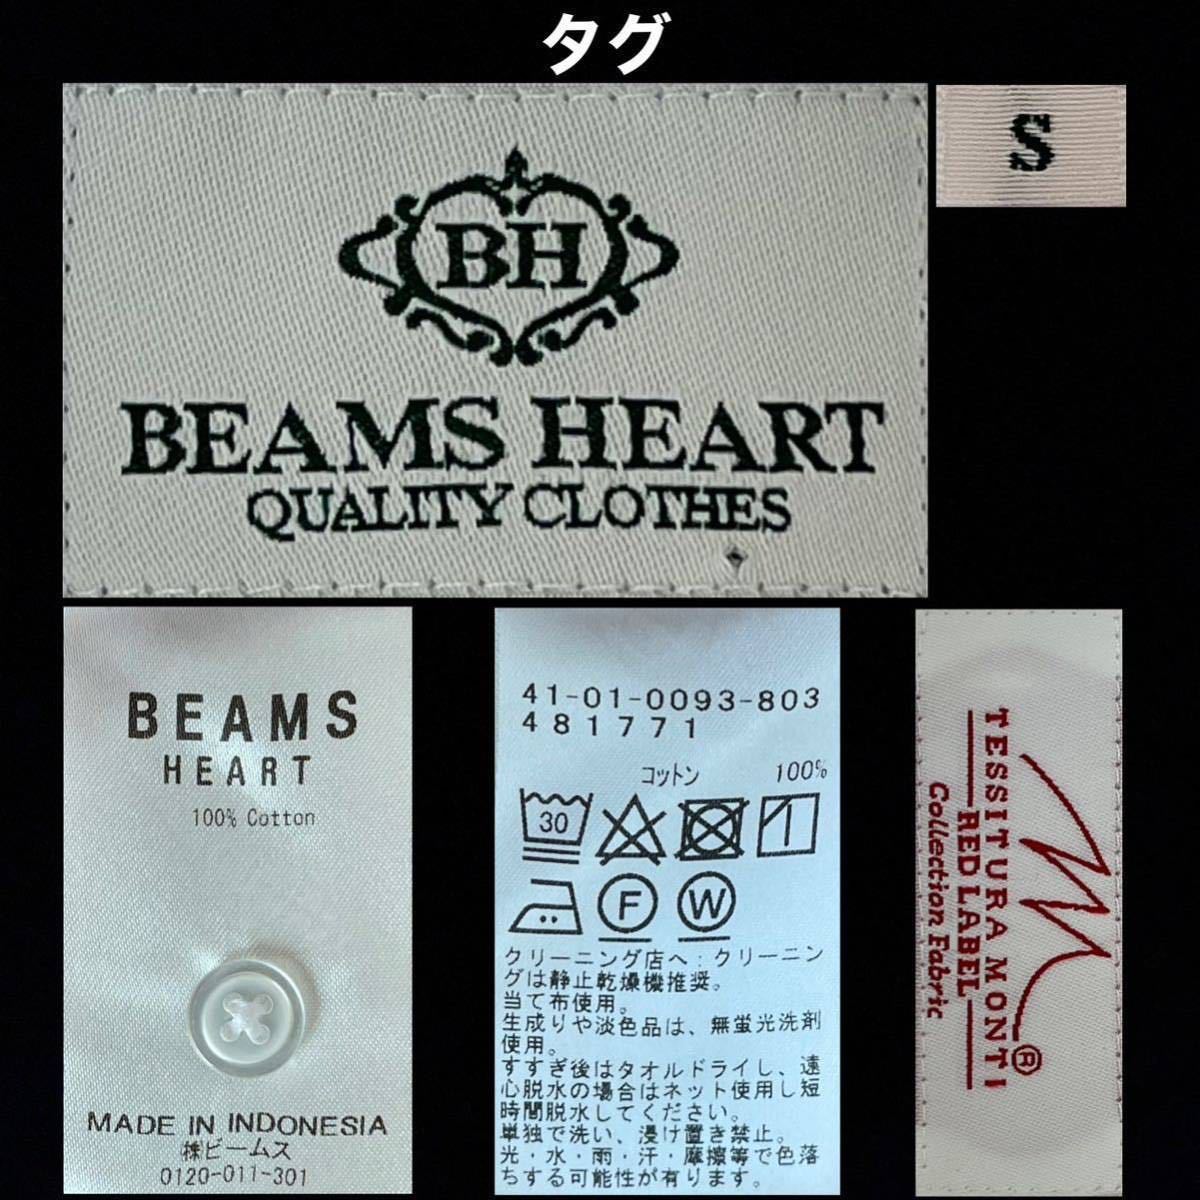 タグ
BH
BEAMS HEART
QUALITY CLOTHES
S
BEAMS
HEART
100% Cotton
MADE IN INDONESIA
㈱ビームス
0120-011-301
41-01-0093-803
481771
コットン 100%
30
F W
クリーニング店へ:クリーニン
グは静止乾燥機推奨。
当て布使用。
生成りや淡色品は、無蛍光洗剤
使用。
すすぎ後はタオルドライし、遠
心脱水の場合はネット使用し短
時間脱水してください。
単独で洗い、浸け置き禁止。
光・水・雨・汗・摩擦等で色落
ちする可能性が有ります。
M
TESSITURA MONTI®
RED LABEL
Collection Fabric